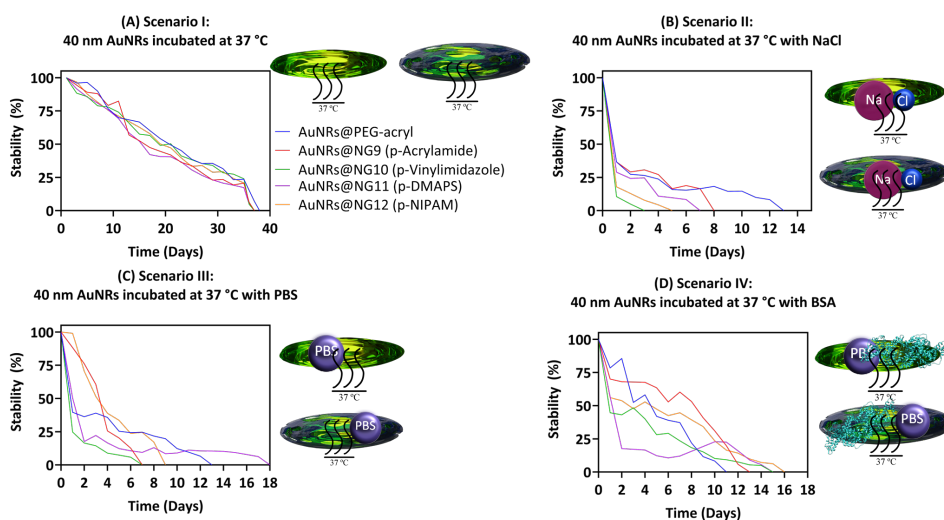 (A) Scenario I:
40 nm AuNRs incubated at 37 °C
Stability (%)
100
75
50
25
0
0
10
20
30
40
Time (Days)
37 °C
37 °C
AuNRs@PEG-acryl
AuNRs@NG9 (p-Acrylamide)
AuNRs@NG10 (p-Vinylimidazole)
AuNRs@NG11 (p-DMAPS)
AuNRs@NG12 (p-NIPAM)
(B) Scenario II:
40 nm AuNRs incubated at 37 °C with NaCl
Stability (%)
100
75
50
25
0
0
2
4
6
8
10
12
14
Time (Days)
Na
Cl
37 °C
Na
Cl
37 °C
(C) Scenario III:
40 nm AuNRs incubated at 37 °C with PBS
Stability (%)
100
75
50
25
0
0
2
4
6
8
10
12
14
16
18
Time (Days)
PBS
37 °C
PBS
37 °C
(D) Scenario IV:
40 nm AuNRs incubated at 37 °C with BSA
Stability (%)
100
75
50
25
0
0
2
4
6
8
10
12
14
16
18
Time (Days)
PB
37 °C
PBS
37 °C